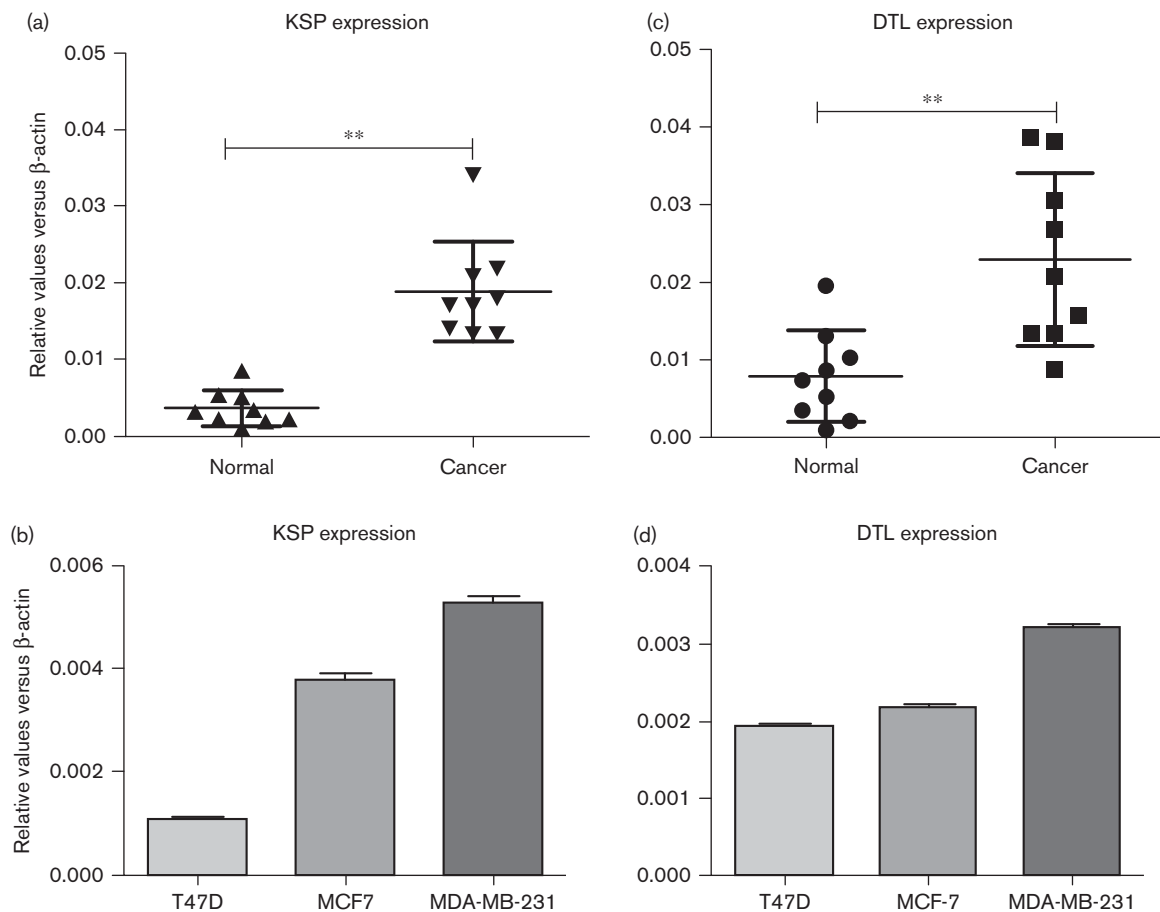 (a)
KSP expression
Relative values versus β-actin
0.05
0.04
0.03
0.02
0.01
0.00
**
Normal
Cancer
(c)
DTL expression
0.05
0.04
0.03
0.02
0.01
0.00
**
Normal
Cancer
(b)
KSP expression
Relative values versus β-actin
0.006
0.004
0.002
0.000
T47D
MCF7
MDA-MB-231
(d)
DTL expression
0.004
0.003
0.002
0.001
0.000
T47D
MCF-7
MDA-MB-231